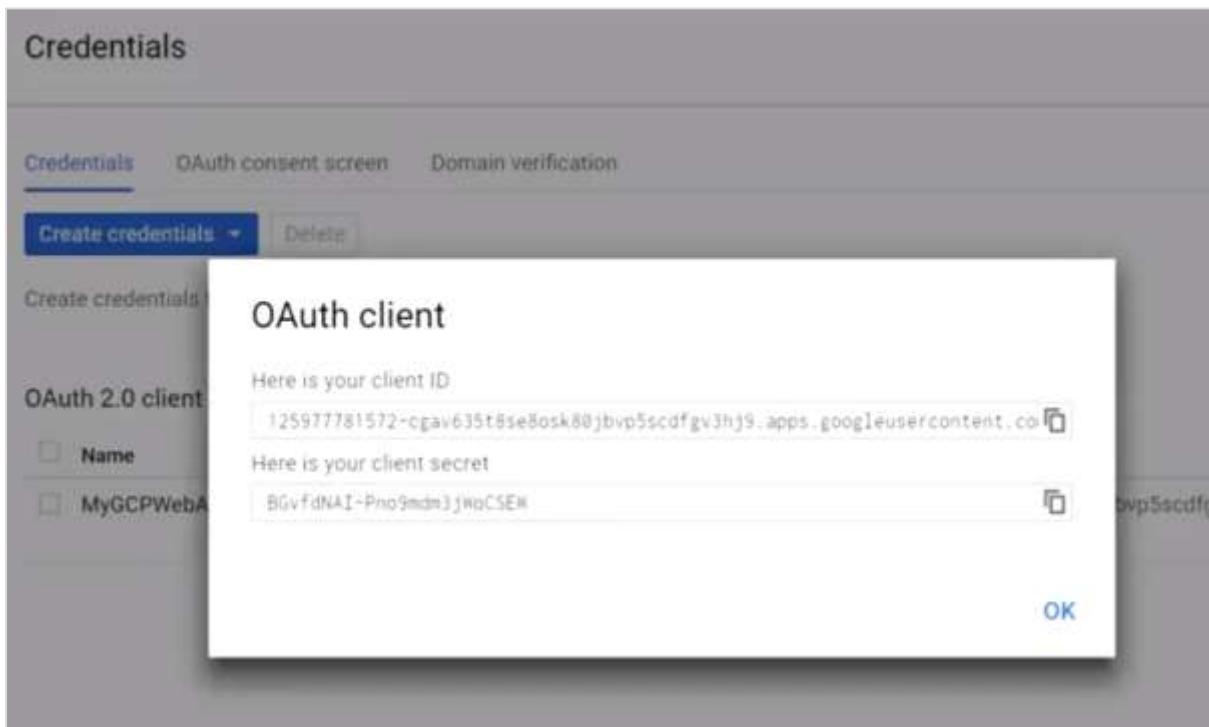 Credentials
Credentials OAuth consent screen Domain verification
Create credentials Delete
Create credentials
OAuth client
Here is your client ID
125977781572-cgav635t8se8osk80jbvp5scdfgv3hj9.apps.googleusercontent.co
OAuth 2.0 client
Name
Here is your client secret
MyGCPWebA
BGvfdNAI-Pno9mdm3jWoCSEW
bvp5scdfg
OK